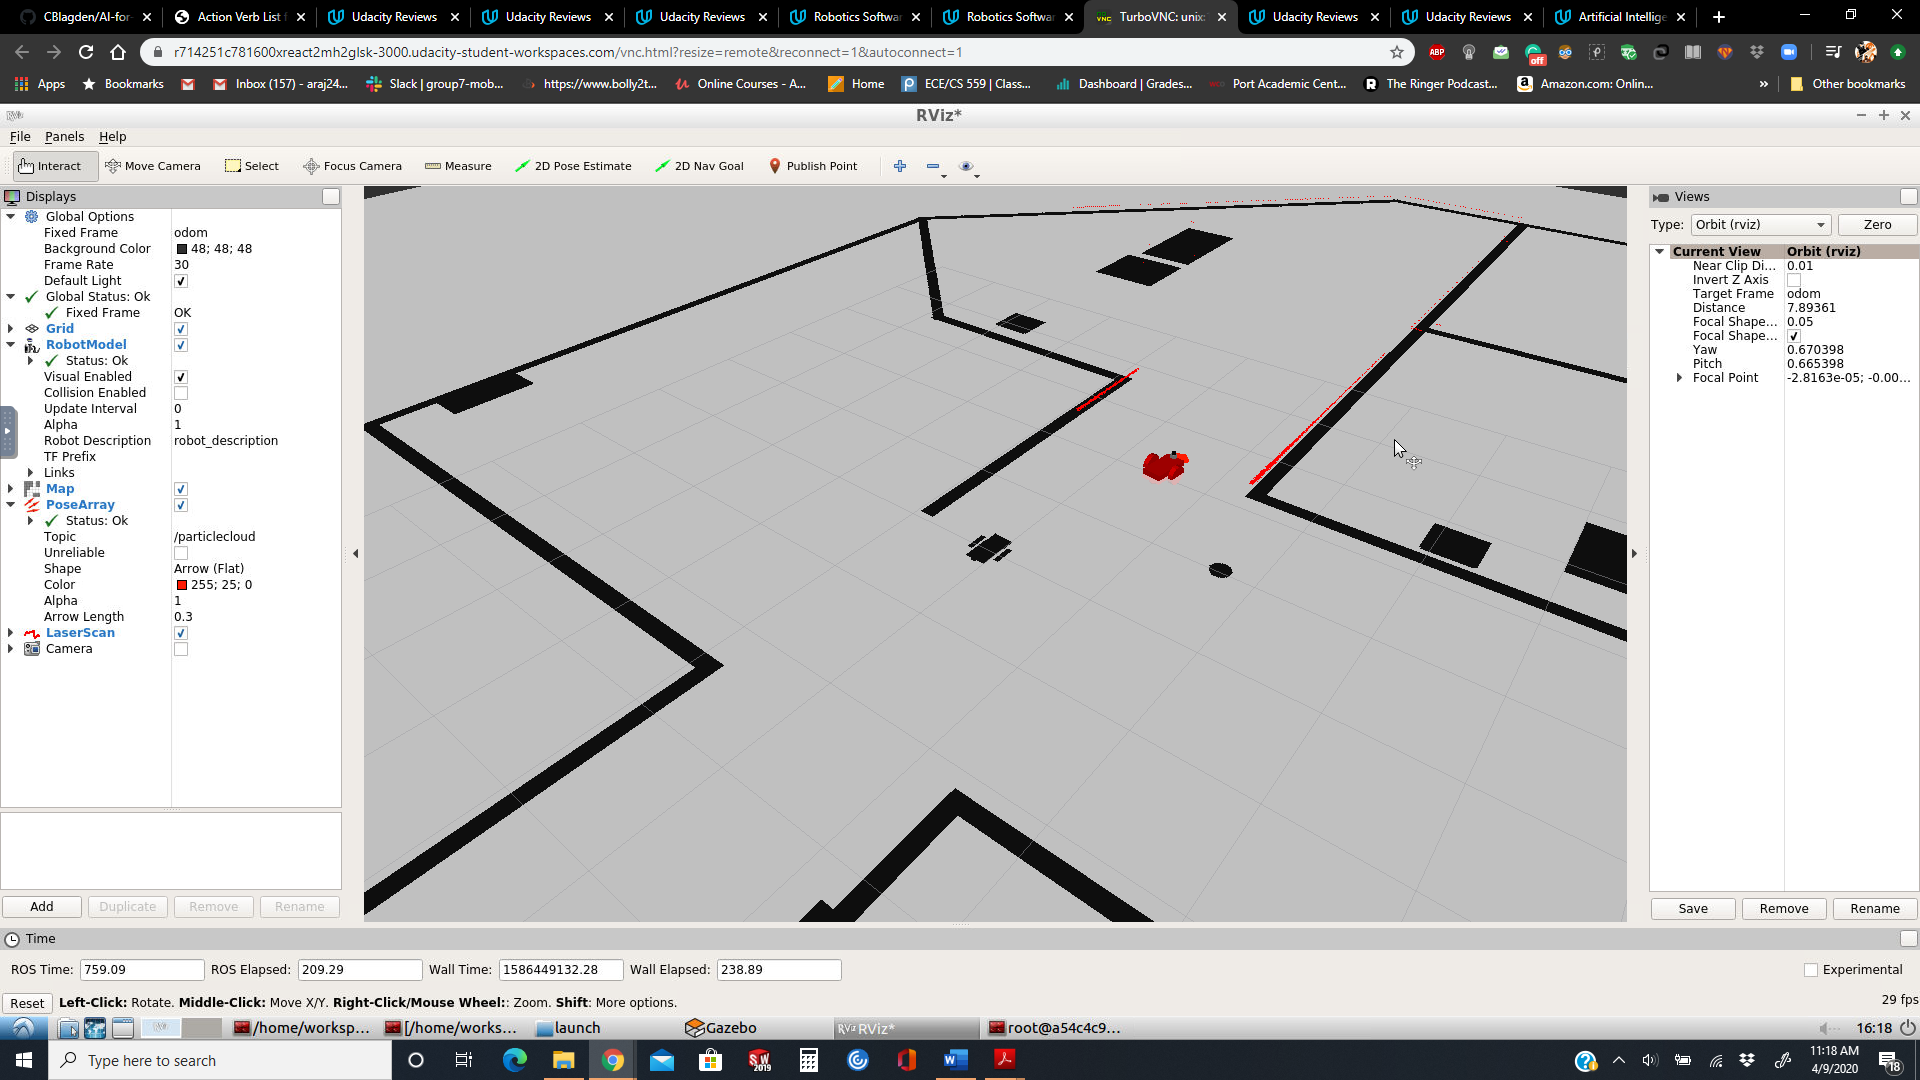 CBlagden/AI-for-
Action Verb List f
Udacity Reviews
Udacity Reviews
Udacity Reviews
Robotics Softwar
Robotics Softwar
TurboVNC: unix:
Udacity Reviews
Udacity Reviews
Artificial Intellige
r714251c781600xreact2mh2glsk-3000.udacity-student-workspaces.com/vnc.html?resize=remote&reconnect=1&autoconnect=1
Apps
Bookmarks
Inbox (157) - araj24...
Slack | group7-mob...
https://www.bolly2t...
Online Courses - A...
Home
ECE/CS 559 | Class...
Dashboard | Grades...
Port Academic Cent...
The Ringer Podcast...
Amazon.com: Onlin...
»
Other bookmarks
RViz*
File Panels Help
Interact Move Camera Select Focus Camera Measure 2D Pose Estimate 2D Nav Goal Publish Point
Displays
Global Options
Fixed Frame odom
Background Color 48; 48; 48
Frame Rate 30
Default Light
Global Status: Ok
Fixed Frame OK
Grid
RobotModel
Status: Ok
Visual Enabled
Collision Enabled
Update Interval 0
Alpha 1
Robot Description robot_description
TF Prefix
Links
Map
PoseArray
Status: Ok
Topic /particlecloud
Unreliable
Shape Arrow (Flat)
Color 255; 25; 0
Alpha 1
Arrow Length 0.3
LaserScan
Camera
Add Duplicate Remove Rename
Views
Type: Orbit (rviz) Zero
Current View Orbit (rviz)
Near Clip Di... 0.01
Invert Z Axis
Target Frame odom
Distance 7.89361
Focal Shape... 0.05
Focal Shape...
Yaw 0.670398
Pitch 0.665398
Focal Point -2.8163e-05; -0.00...
Save Remove Rename
Time
ROS Time: 759.09 ROS Elapsed: 209.29 Wall Time: 1586449132.28 Wall Elapsed: 238.89 Experimental
Reset Left-Click: Rotate. Middle-Click: Move X/Y. Right-Click/Mouse Wheel:: Zoom. Shift: More options. 29 fps
/home/worksp... [/home/works... launch Gazebo RViz* root@a54c4c9... 16:18
Type here to search
11:18 AM
4/9/2020
18